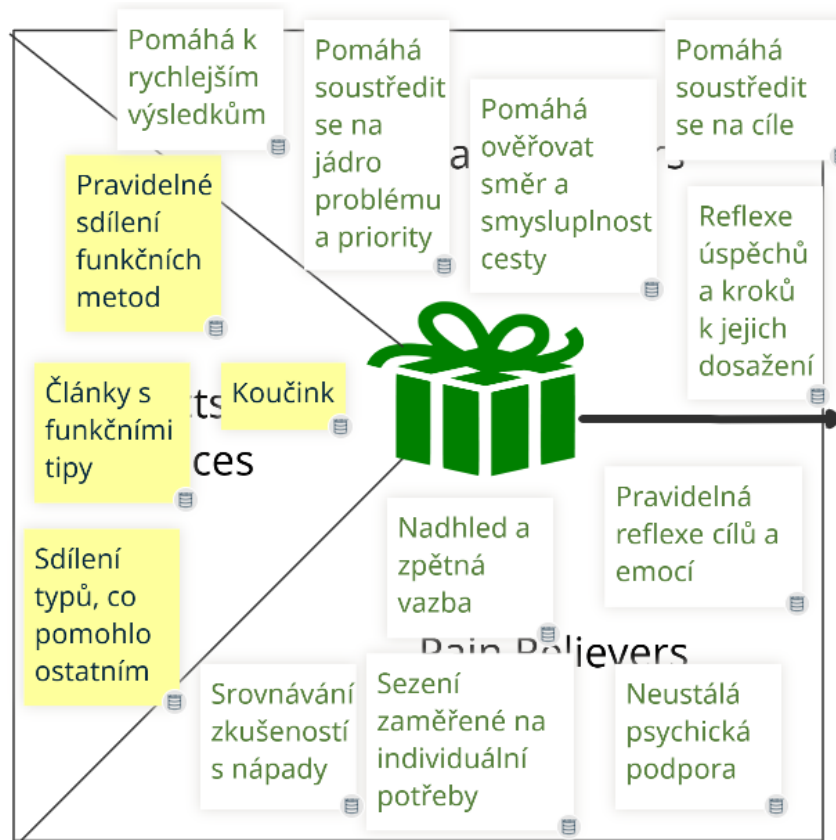 Pomáhá k
rychlejším
výsledkům
Pomáhá
soustředit
se na
jádro
problému
a priority
Pomáhá
ověřovat
směr a
smysluplnost
cesty
Pomáhá
soustředit
se na cíle
Reflexe
úspěchů
a kroků
k jejich
dosažení
Pravidelné
sdílení
funkčních
metod
Články s
funkčními
tipy
Koučink
Sdílení
typů, co
pomohlo
ostatním
Nadhled a
zpětná
vazba
Pravidelná
reflexe cílů a
emocí
Pain Relievers
Srovnávání
zkušeností
s nápady
Sezení
zaměřené na
individuální
potřeby
Neustálá
psychická
podpora